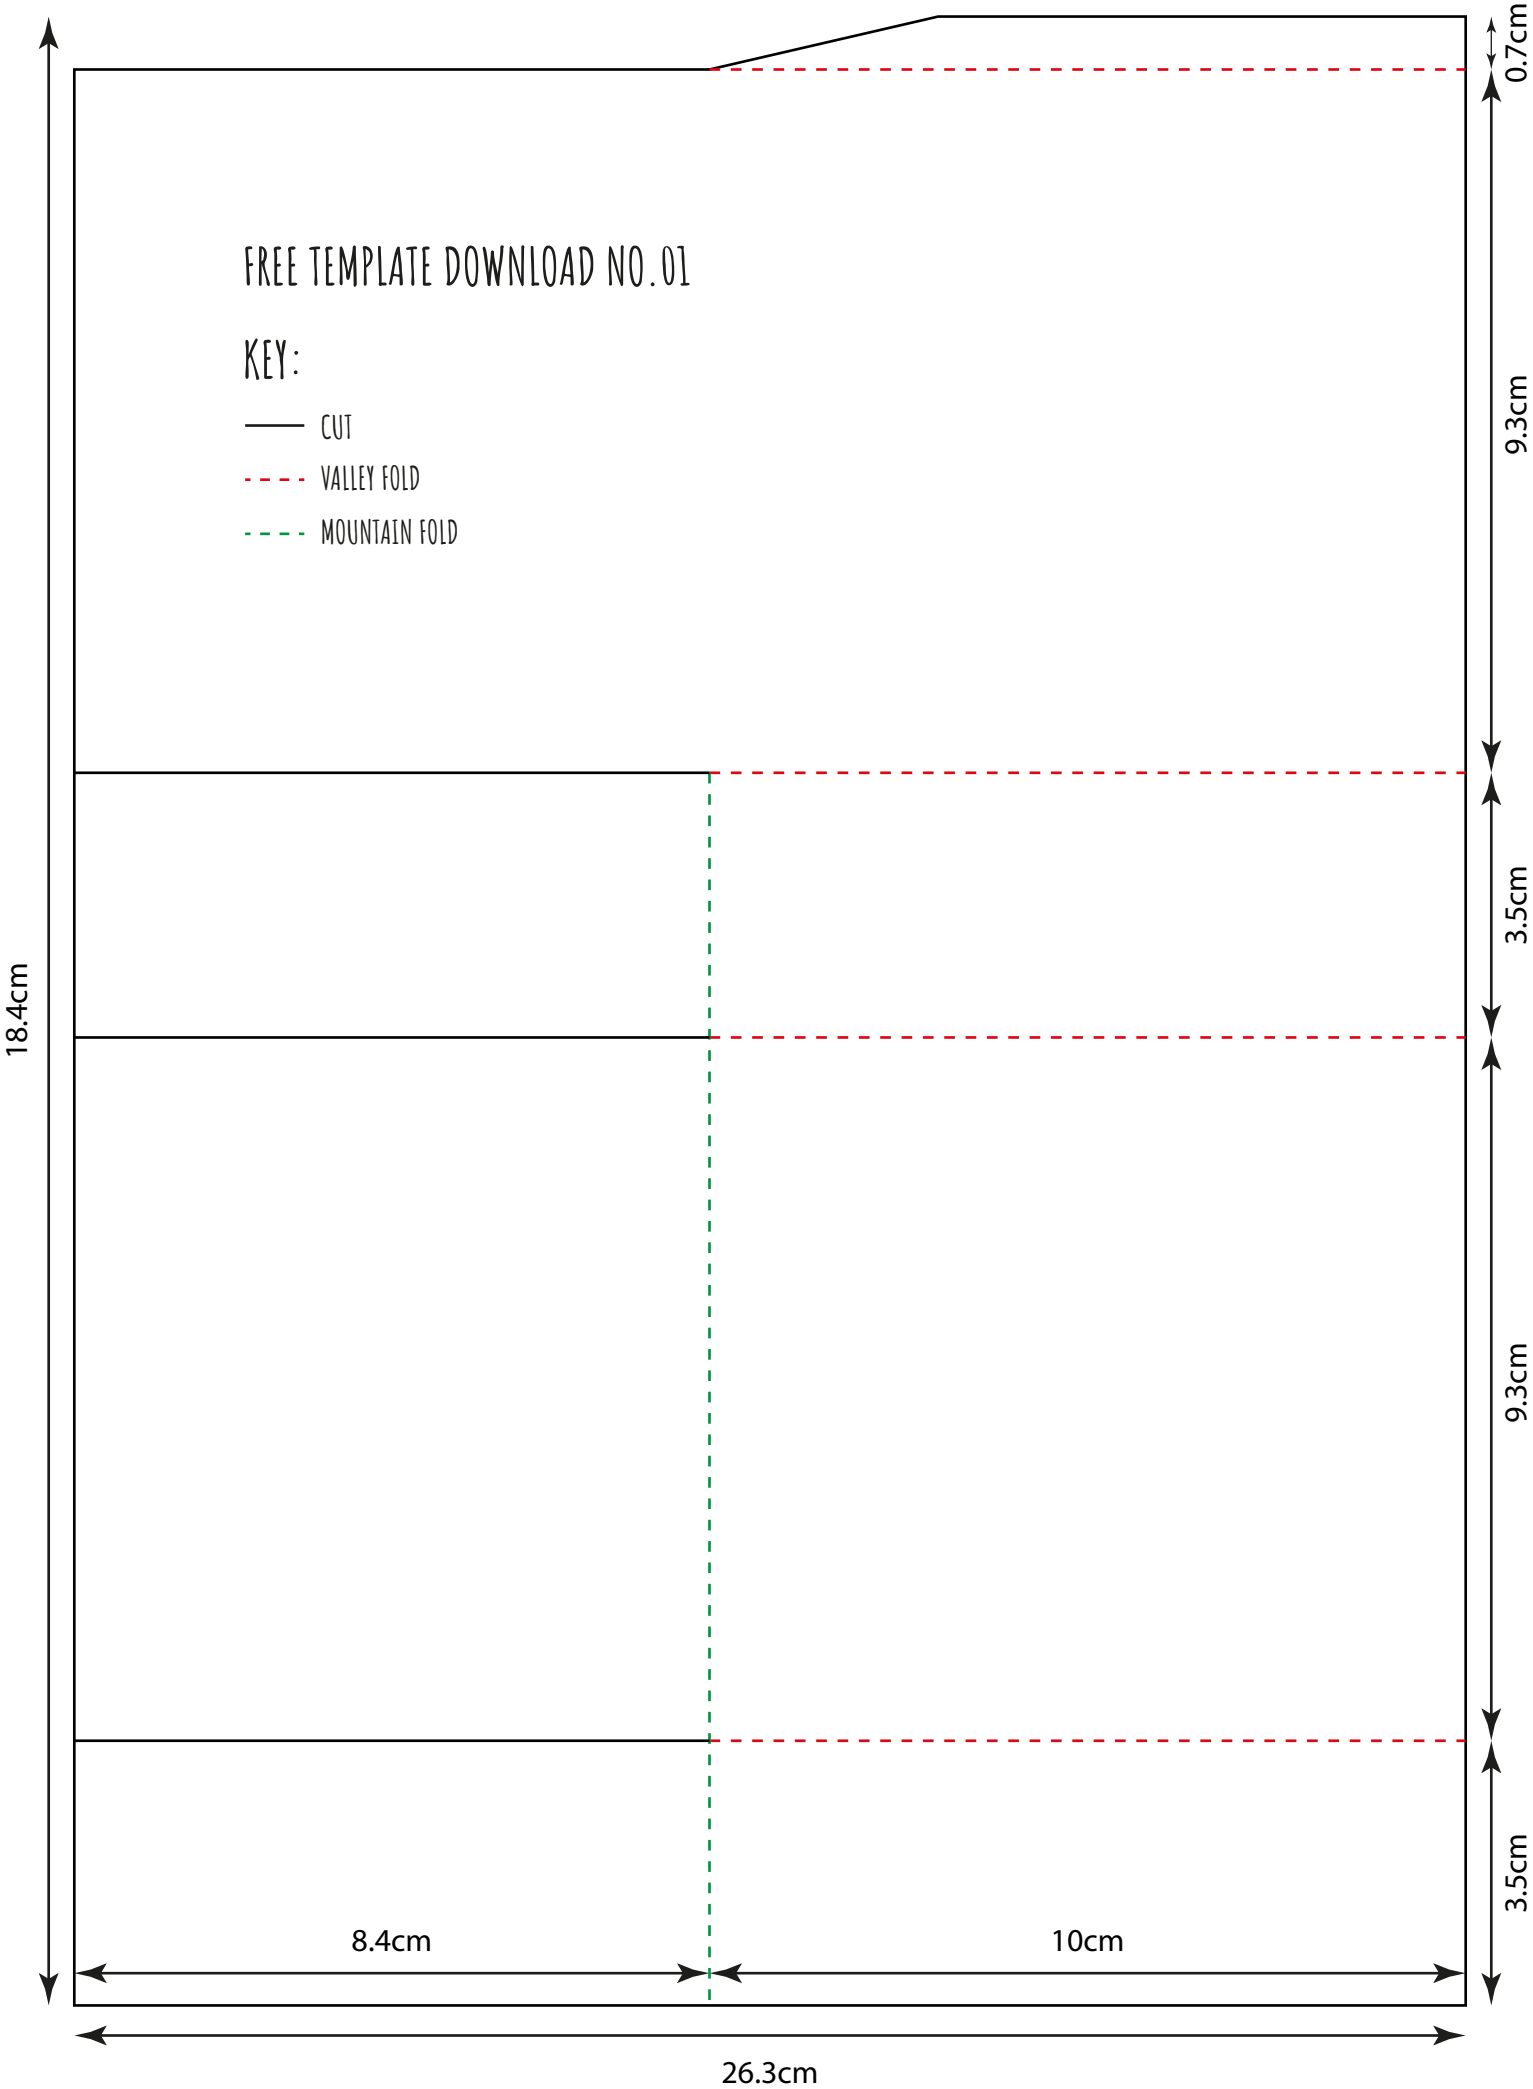 0.7cm
FREE TEMPLATE DOWNLOAD NO.01
KEY:
CUT
VALLEY FOLD
MOUNTAIN FOLD
9.3cm
3.5cm
18.4cm
9.3cm
3.5cm
8.4cm
10cm
26.3cm